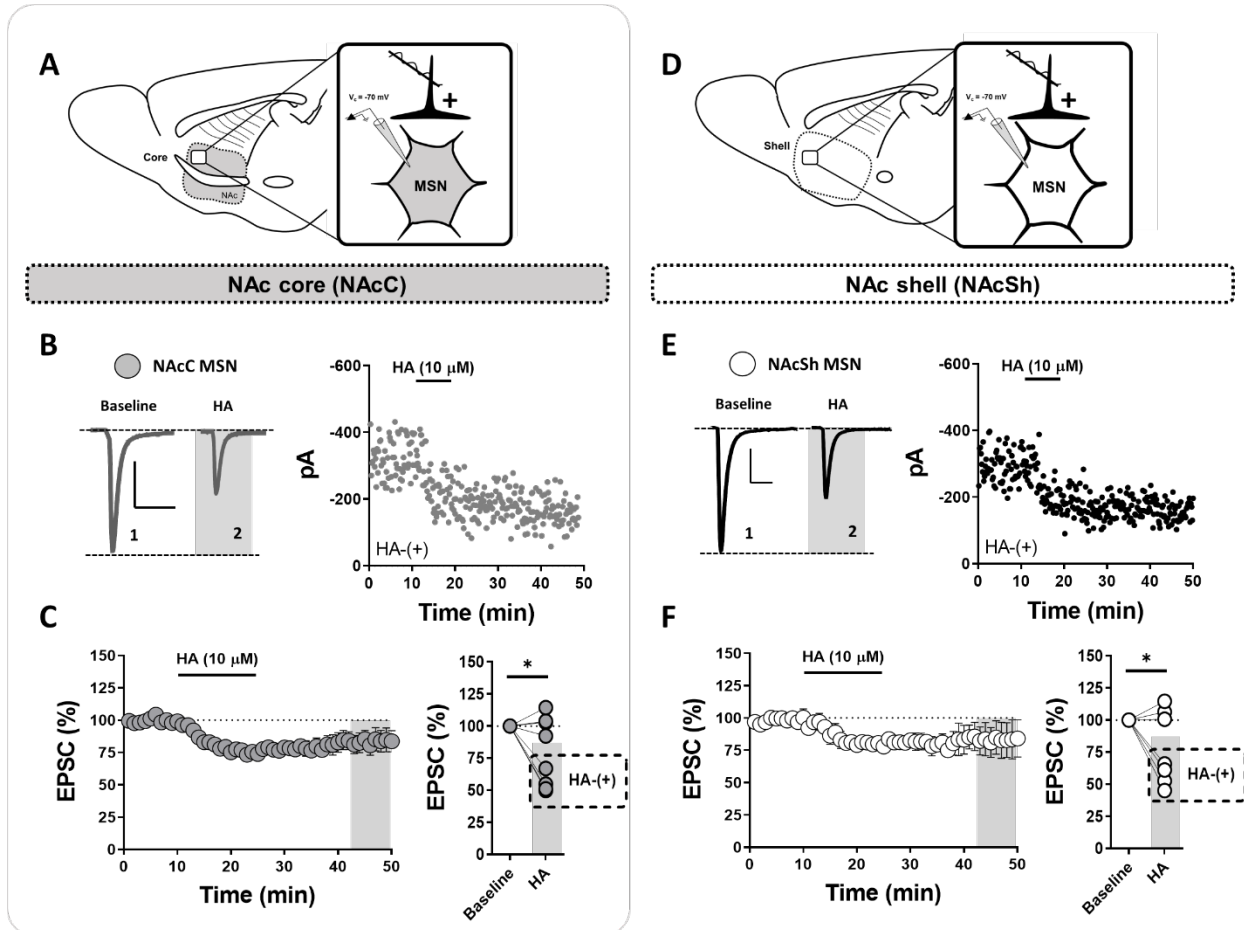 A
V_c = -70 mV
+
Core
NAc
MSN
NAc core (NAcC)
B
NAcC MSN
Baseline
HA
1
2
-600
-400
-200
0
pA
HA (10 μM)
HA-(+)
0 10 20 30 40 50
Time (min)
C
150
125
100
75
50
25
0
EPSC (%)
HA (10 μM)
0 10 20 30 40 50
Time (min)
150
125
100
75
50
25
0
EPSC (%)
*
HA-(+)
Baseline
HA
D
V_c = -70 mV
+
Shell
MSN
NAc shell (NAcSh)
E
NAcSh MSN
Baseline
HA
1
2
-600
-400
-200
0
pA
HA (10 μM)
HA-(+)
0 10 20 30 40 50
Time (min)
F
150
125
100
75
50
25
0
EPSC (%)
HA (10 μM)
0 10 20 30 40 50
Time (min)
150
125
100
75
50
25
0
EPSC (%)
*
HA-(+)
Baseline
HA